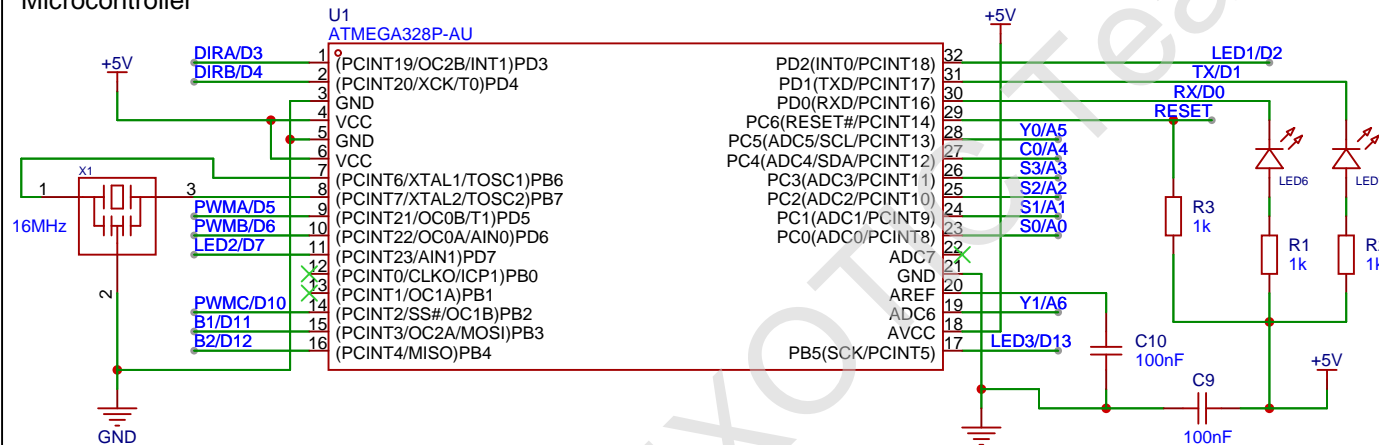 Microcontroller
U1
ATMEGA328P-AU
+5V
+5V
DIRA/D3
DIRB/D4
PWMA/D5
PWMB/D6
LED2/D7
PWMC/D10
B1/D11
B2/D12
1 (PCINT19/OC2B/INT1)PD3
2 (PCINT20/XCK/T0)PD4
3 GND
4 VCC
5 GND
6 VCC
7 (PCINT6/XTAL1/TOSC1)PB6
8 (PCINT7/XTAL2/TOSC2)PB7
9 (PCINT21/OC0B/T1)PD5
10 (PCINT22/OC0A/AIN0)PD6
11 (PCINT23/AIN1)PD7
12 (PCINT0/CLKO/ICP1)PB0
13 (PCINT1/OC1A)PB1
14 (PCINT2/SS#/OC1B)PB2
15 (PCINT3/OC2A/MOSI)PB3
16 (PCINT4/MISO)PB4
PD2(INT0/PCINT18) 32
PD1(TXD/PCINT17) 31
PD0(RXD/PCINT16) 30
PC6(RESET#/PCINT14) 29
PC5(ADC5/SCL/PCINT13) 28
PC4(ADC4/SDA/PCINT12) 27
PC3(ADC3/PCINT11) 26
PC2(ADC2/PCINT10) 25
PC1(ADC1/PCINT9) 24
PC0(ADC0/PCINT8) 23
ADC7 22
GND 21
AREF 20
ADC6 19
AVCC 18
PB5(SCK/PCINT5) 17
LED1/D2
TX/D1
RX/D0
RESET
Y0/A5
C0/A4
S3/A3
S2/A2
S1/A1
S0/A0
Y1/A6
LED3/D13
X1
1
3
2
16MHz
GND
LED6
LED
R3
1k
R1
1k
C10
100nF
C9
100nF
+5V
XOTIC Tea